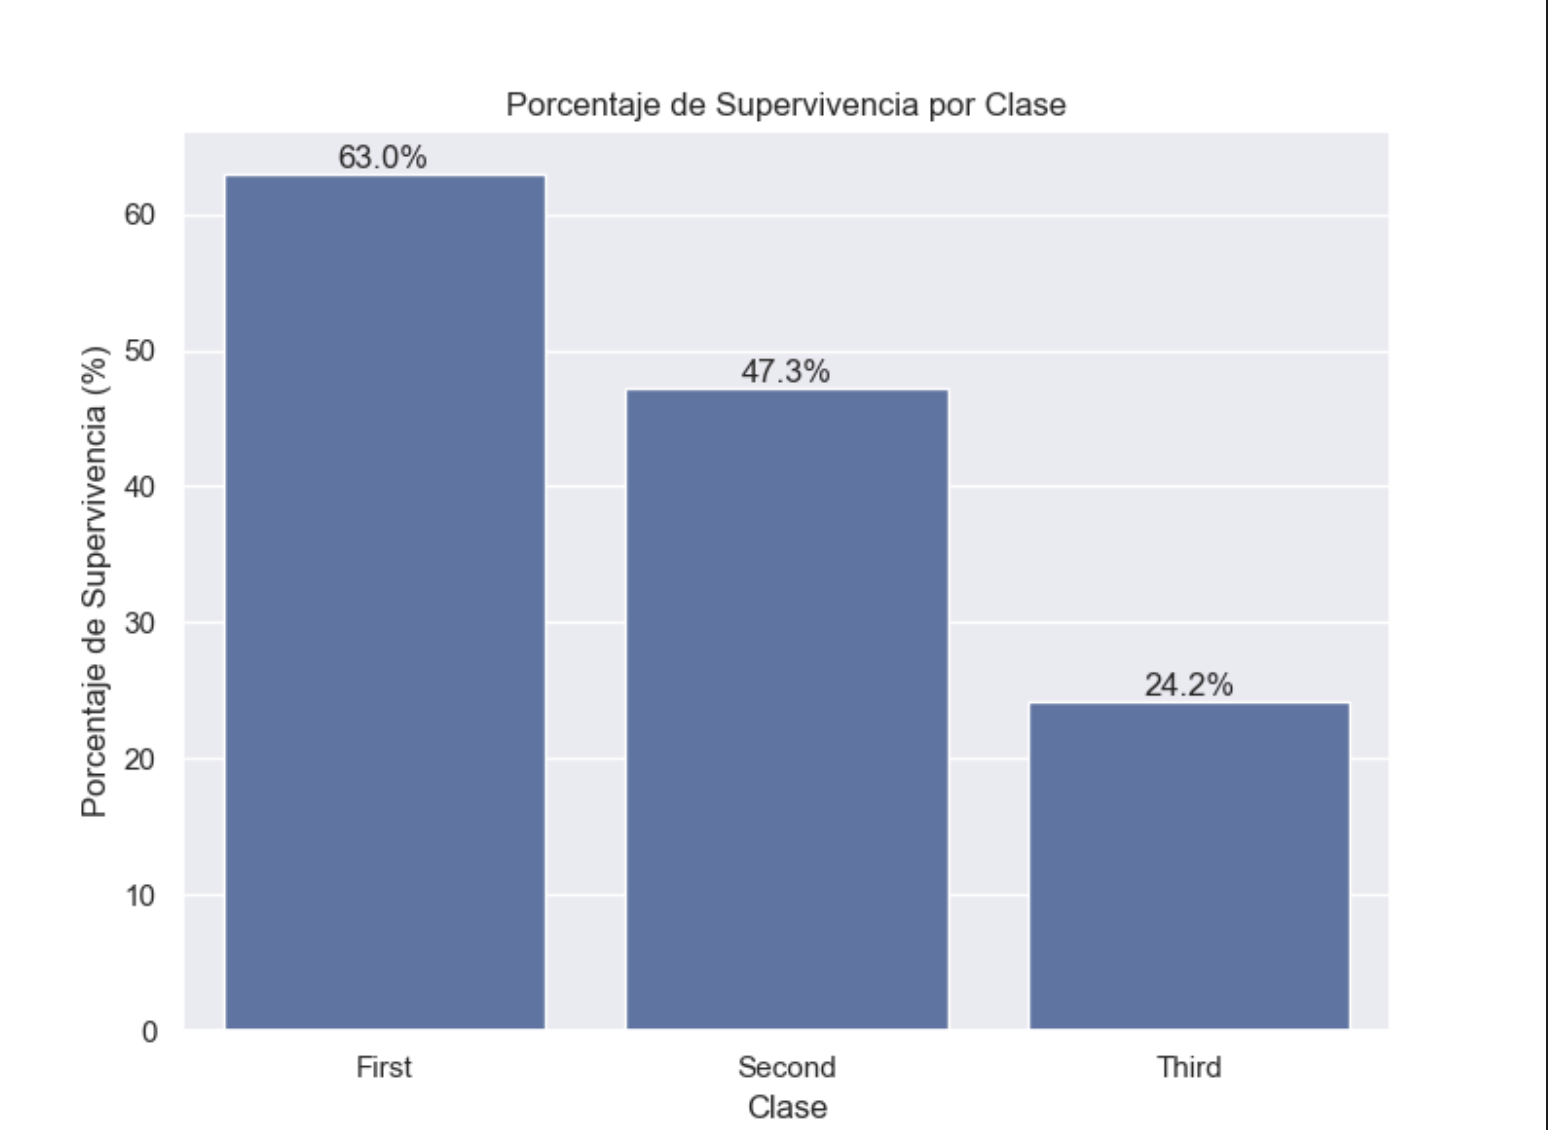 Porcentaje de Supervivencia por Clase
63.0%
60
50
47.3%
40
30
24.2%
20
10
0
Porcentaje de Supervivencia (%)
First
Second
Third
Clase